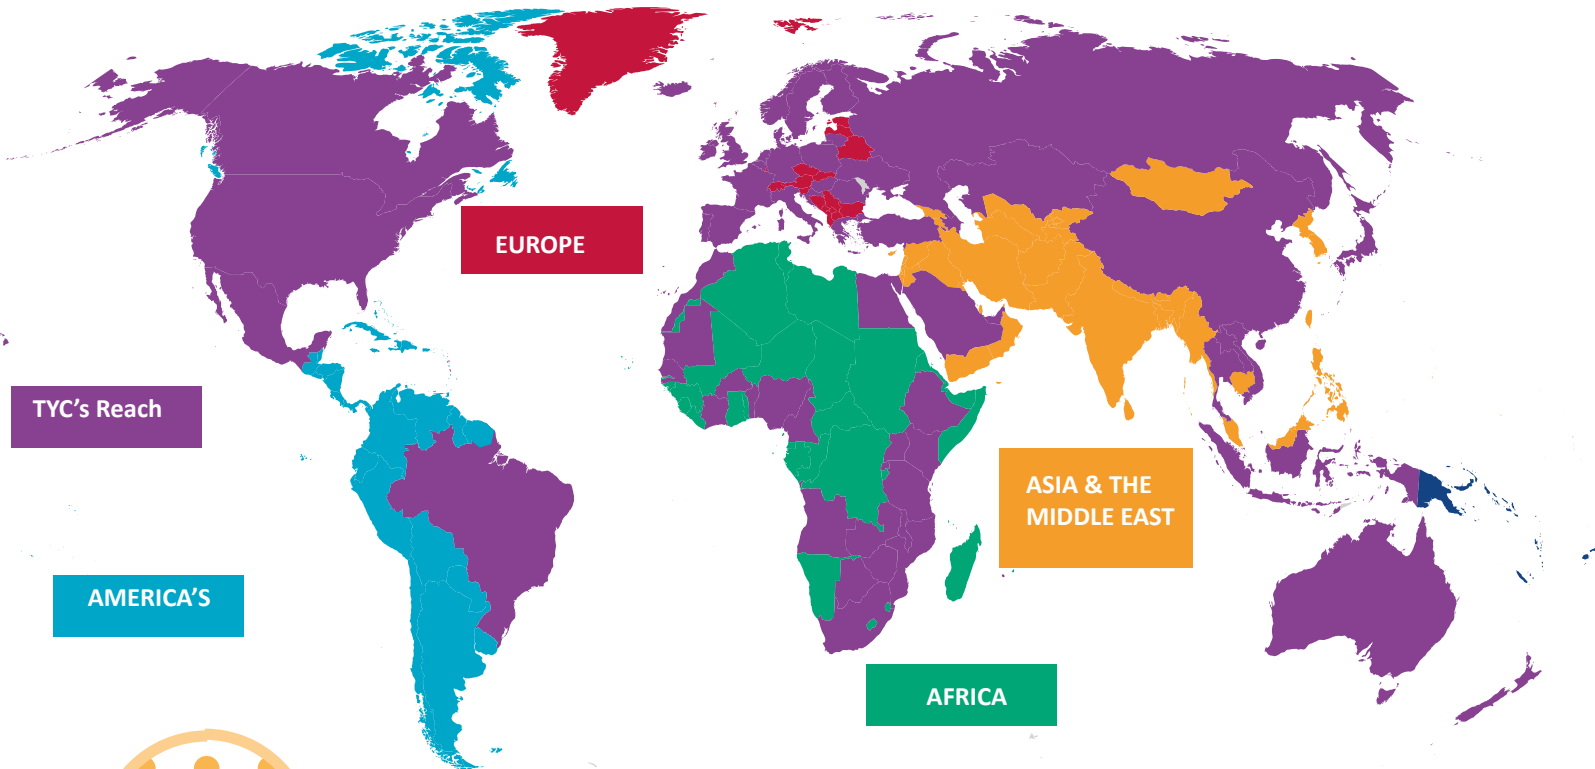 EUROPE
TYC's Reach
ASIA & THE
MIDDLE EAST
AMERICA'S
AFRICA